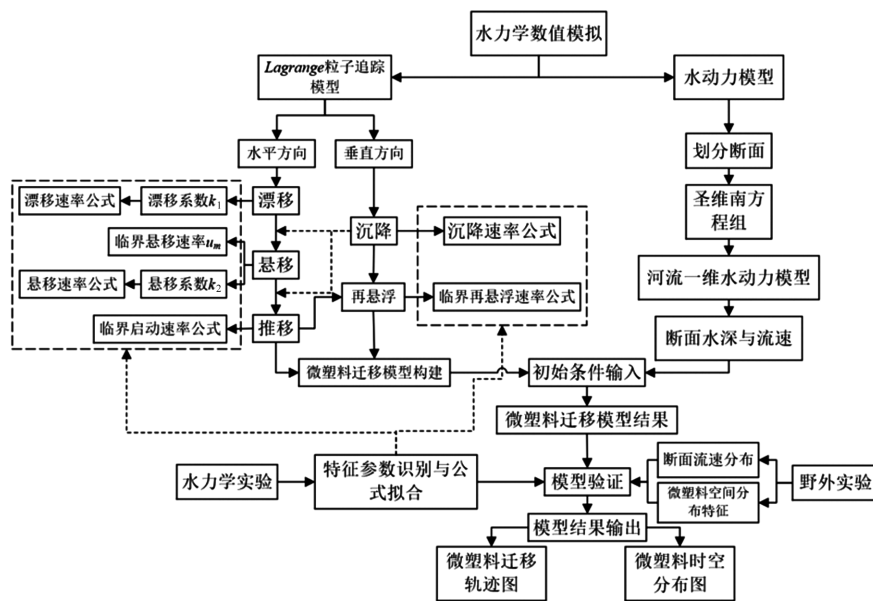 水力学数值模拟
Lagrange粒子追踪
模型
水动力模型
水平方向
垂直方向
划分断面
漂移速率公式
漂移系数k₁
漂移
圣维南方
程组
临界悬移速率uₘ
沉降
沉降速率公式
悬移
河流一维水动力模型
悬移速率公式
悬移系数k₂
再悬浮
临界再悬浮速率公式
临界启动速率公式
推移
断面水深与流速
微塑料迁移模型构建
初始条件输入
微塑料迁移模型结果
水力学实验
特征参数识别与公
式拟合
模型验证
断面流速分布
微塑料空间分
布特征
野外实验
模型结果输出
微塑料迁移
轨迹图
微塑料时空
分布图